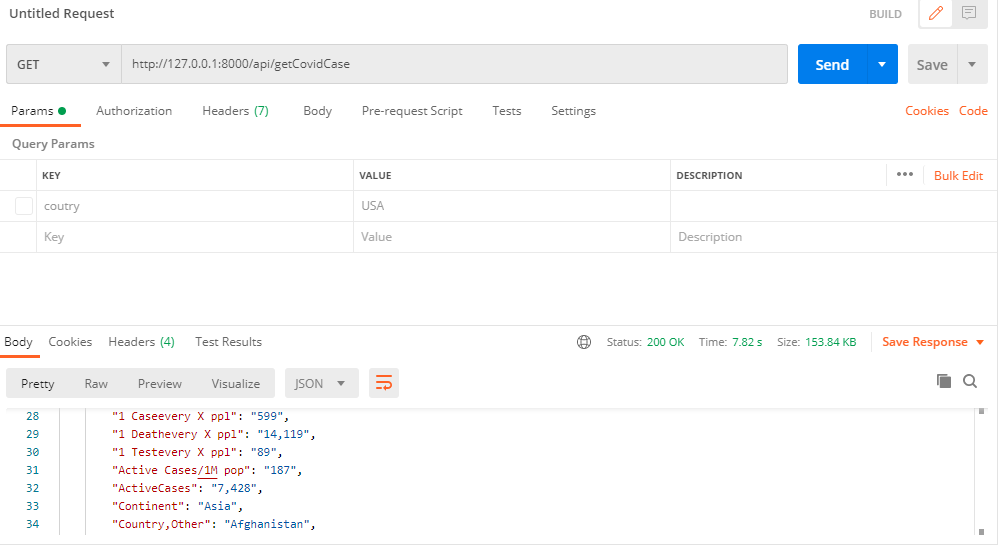 Untitled Request
BUILD
GET
http://127.0.0.1:8000/api/getCovidCase
Send
Save
Params
Authorization
Headers (7)
Body
Pre-request Script
Tests
Settings
Cookies
Code
Query Params
KEY
VALUE
DESCRIPTION
•••
Bulk Edit
coutry
USA
Key
Value
Description
Body
Cookies
Headers (4)
Test Results
Status: 200 OK
Time: 7.82 s
Size: 153.84 KB
Save Response
Pretty
Raw
Preview
Visualize
JSON
28 "1 Caseevery X ppl": "599",
29 "1 Deathevery X ppl": "14,119",
30 "1 Testevery X ppl": "89",
31 "Active Cases/1M pop": "187",
32 "ActiveCases": "7,428",
33 "Continent": "Asia",
34 "Country,Other": "Afghanistan",